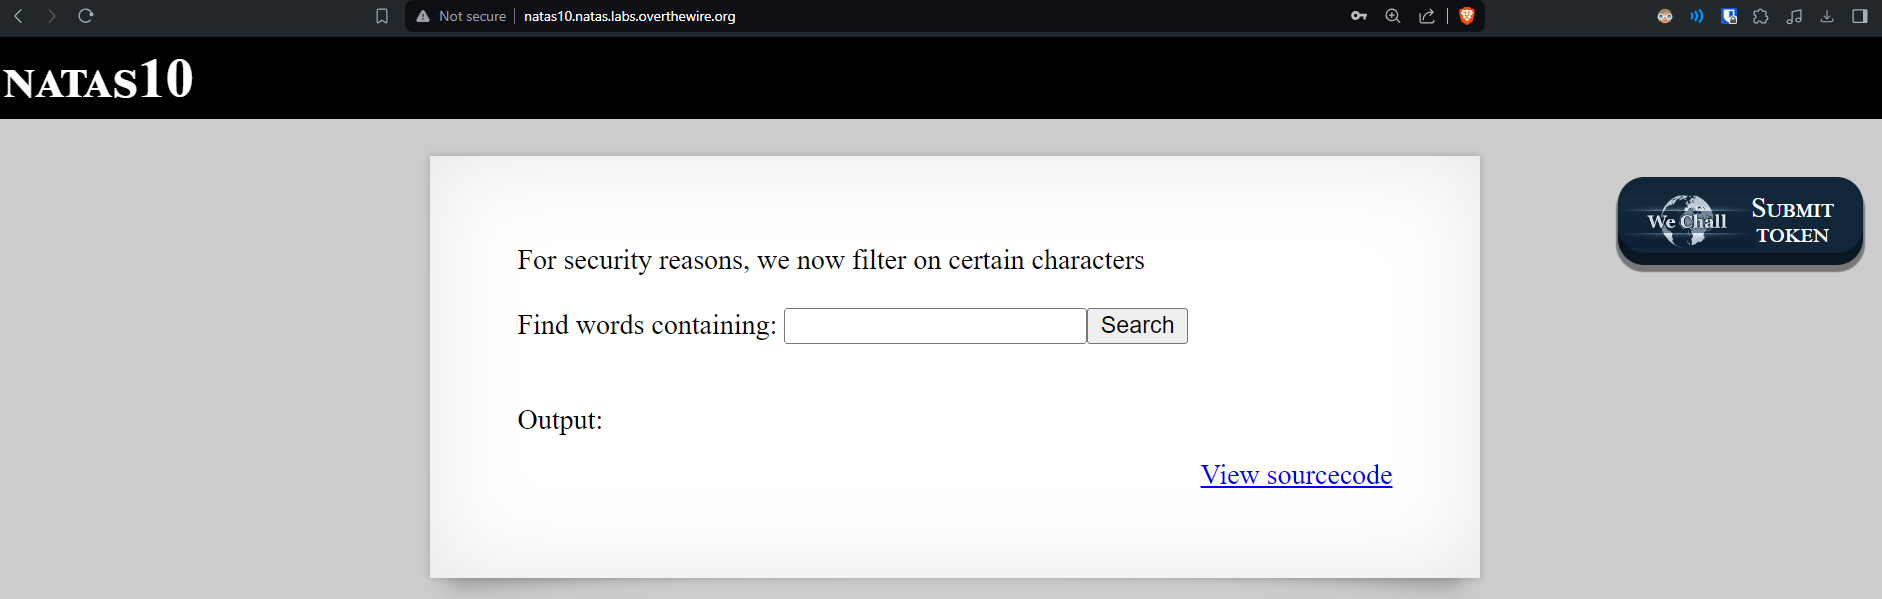 Not secure
natas10.natas.labs.overthewire.org
NATAS10
For security reasons, we now filter on certain characters
Find words containing:
Search
Output:
View sourcecode
We Chall
SUBMIT
TOKEN